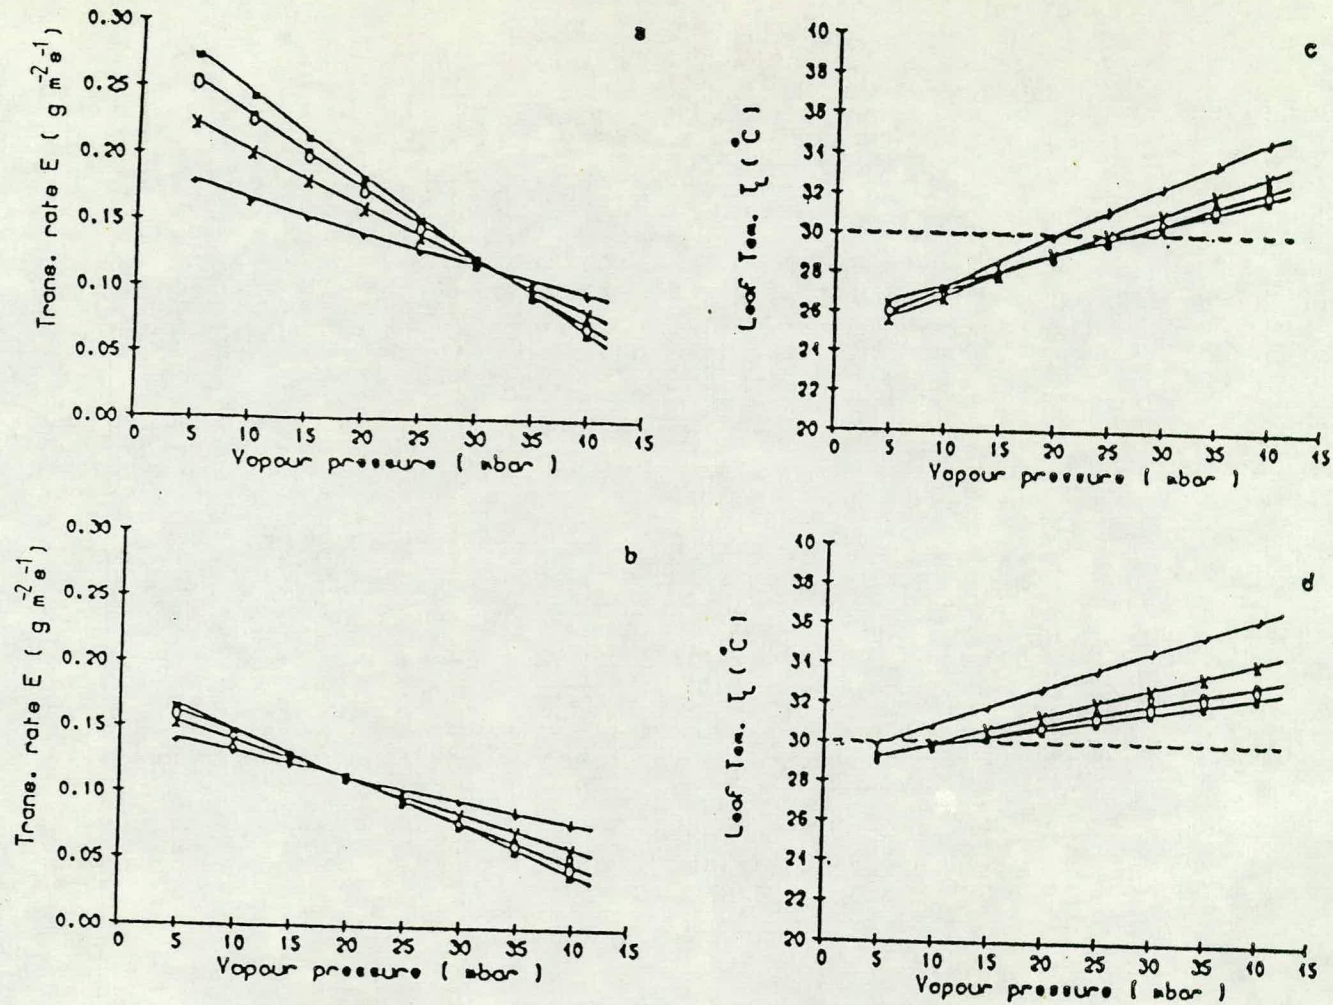 a
0.30
0.25
0.20
0.15
0.10
0.05
0.00
Trans. rate E ( g m-2s-1)
0 5 10 15 20 25 30 35 40 45
Vapour pressure ( mbar )
c
40
38
36
34
32
30
28
26
24
22
20
Leaf Tem. TL (°C )
0 5 10 15 20 25 30 35 40 45
Vapour pressure ( mbar )
b
0.30
0.25
0.20
0.15
0.10
0.05
0.00
Trans. rate E ( g m-2s-1)
0 5 10 15 20 25 30 35 40 45
Vapour pressure ( mbar )
d
40
38
36
34
32
30
28
26
24
22
20
Leaf Tem. TL (°C )
0 5 10 15 20 25 30 35 40 45
Vapour pressure ( mbar )